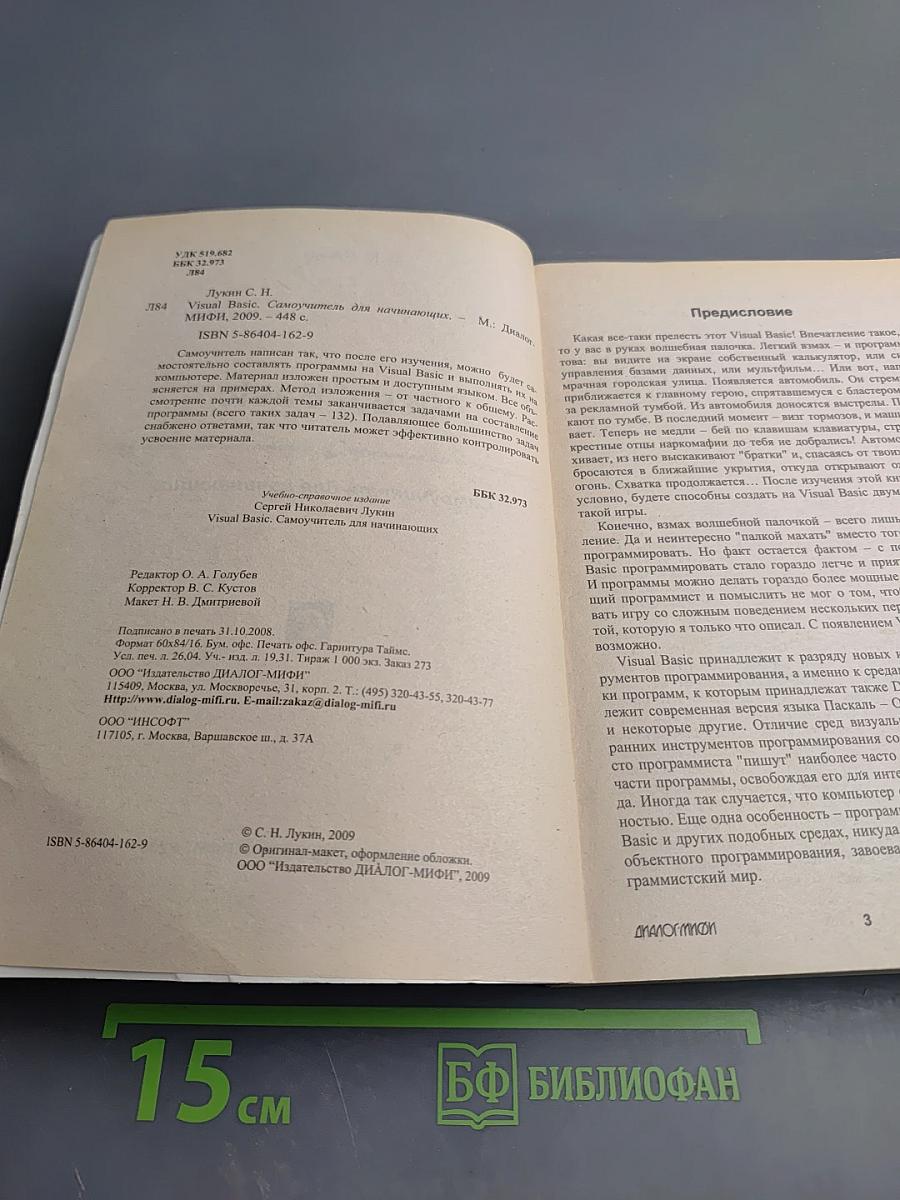 УДК 519.682
ББК 32.973
Л84
Лукин С. Н.
Л84 Visual Basic. Самоучитель для начинающих. – М.: Диалог-
МИФИ, 2009. – 448 с.
ISBN 5-86404-162-9
Самоучитель написан так, что после его изучения, можно будет са-
мостоятельно составлять программы на Visual Basic и выполнять их на
компьютере. Материал изложен простым и доступным языком. Все объ-
ясняется на примерах. Метод изложения – от частного к общему. Рас-
смотрение почти каждой темы заканчивается задачами на составление
программы (всего таких задач – 132). Подавляющее большинство задач
снабжено ответами, так что читатель может эффективно контролировать
усвоение материала.
ББК 32.973
Учебно-справочное издание
Сергей Николаевич Лукин
Visual Basic. Самоучитель для начинающих
Редактор О. А. Голубев
Корректор В. С. Кустов
Макет Н. В. Дмитриевой
Подписано в печать 31.10.2008.
Формат 60x84/16. Бум. офс. Печать офс. Гарнитура Таймс.
Усл. печ. л. 26,04. Уч.- изд. л. 19,31. Тираж 1 000 экз. Заказ 273
ООО "Издательство ДИАЛОГ-МИФИ"
115409, Москва, ул. Москворечье, 31, корп. 2. Т.: (495) 320-43-55, 320-43-77
Http://www.dialog-mifi.ru. E-mail:zakaz@dialog-mifi.ru
ООО "ИНСОФТ"
117105, г. Москва, Варшавское ш., д. 37А
ISBN 5-86404-162-9
© С. Н. Лукин, 2009
© Оригинал-макет, оформление обложки.
ООО "Издательство ДИАЛОГ-МИФИ", 2009
Предисловие
Какая все-таки прелесть этот Visual Basic! Впечатление такое,
то у вас в руках волшебная палочка. Легкий взмах – и програм
това: вы видите на экране собственный калькулятор, или си
управления базами данных, или мультфильм... Или вот, нап
мрачная городская улица. Появляется автомобиль. Он стрем
приближается к главному герою, спрятавшемуся с бластером
за рекламной тумбой. Из автомобиля доносятся выстрелы. П
кают по тумбе. В последний момент – визг тормозов, и маши
вает. Теперь не медли – бей по клавишам клавиатуры, стр
крестные отцы наркомафии до тебя не добрались! Автомо
хивает, из него выскакивают "братки" и, спасаясь от твоих
бросаются в ближайшие укрытия, откуда открывают о
огонь. Схватка продолжается... После изучения этой кн
условно, будете способны создать на Visual Basic двум
такой игры.
Конечно, взмах волшебной палочкой – всего лишь
ление. Да и неинтересно "палкой махать" вместо того
программировать. Но факт остается фактом – с по
Basic программировать стало гораздо легче и прият
И программы можно делать гораздо более мощные.
щий программист и помыслить не мог о том, чтоб
вать игру со сложным поведением нескольких пер
той, которую я только что описал. С появлением V
возможно.
Visual Basic принадлежит к разряду новых и
рументов программирования, а именно к средам
ки программ, к которым принадлежат также D
лежит современная версия языка Паскаль – O
и некоторые другие. Отличие сред визуаль
ранних инструментов программирования со
сто программиста "пишут" наиболее часто
части программы, освобождая его для инте
да. Иногда так случается, что компьютер
ностью. Еще одна особенность – програм
Basic и других подобных средах, никуда
объектного программирования, завоева
граммистский мир.
ДИАЛОГ-МИФИ 3
15 см
БФ БИБЛИОФАН